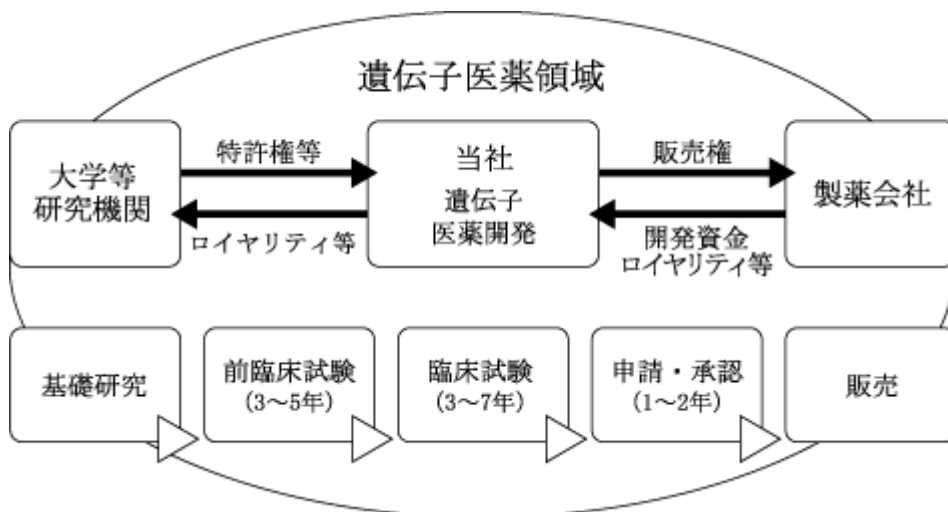 遺伝子医薬領域
大学等
研究機関
特許権等
ロイヤリティ等
当社
遺伝子
医薬開発
販売権
開発資金
ロイヤリティ等
製薬会社
基礎研究
前臨床試験
(3～5年)
臨床試験
(3～7年)
申請・承認
(1～2年)
販売